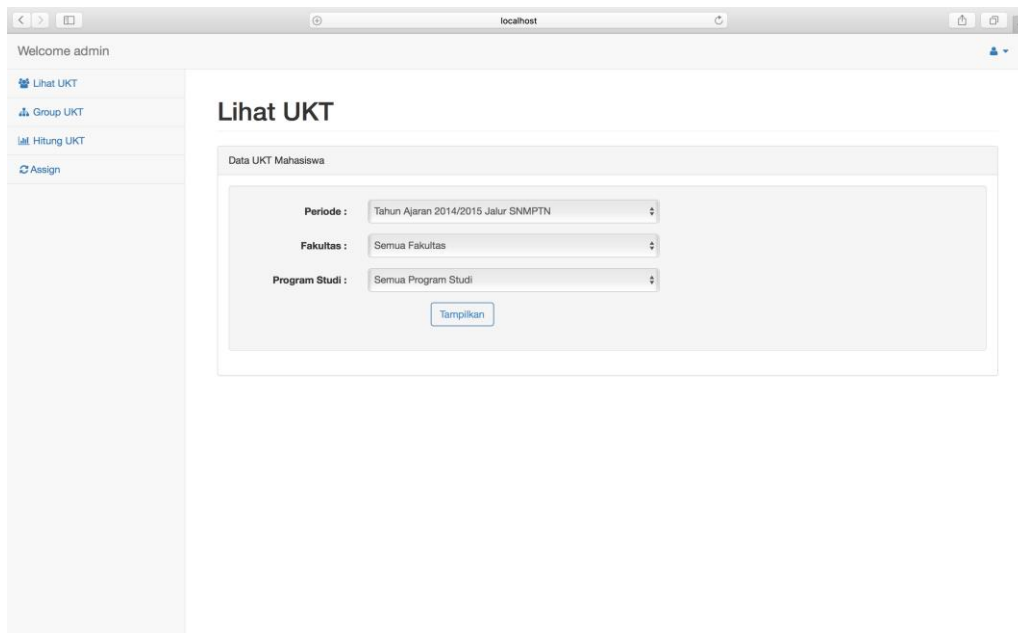 localhost
Welcome admin
Lihat UKT
Group UKT
Hitung UKT
Assign
Lihat UKT
Data UKT Mahasiswa
Periode : Tahun Ajaran 2014/2015 Jalur SNMPTN
Fakultas : Semua Fakultas
Program Studi : Semua Program Studi
Tampilkan